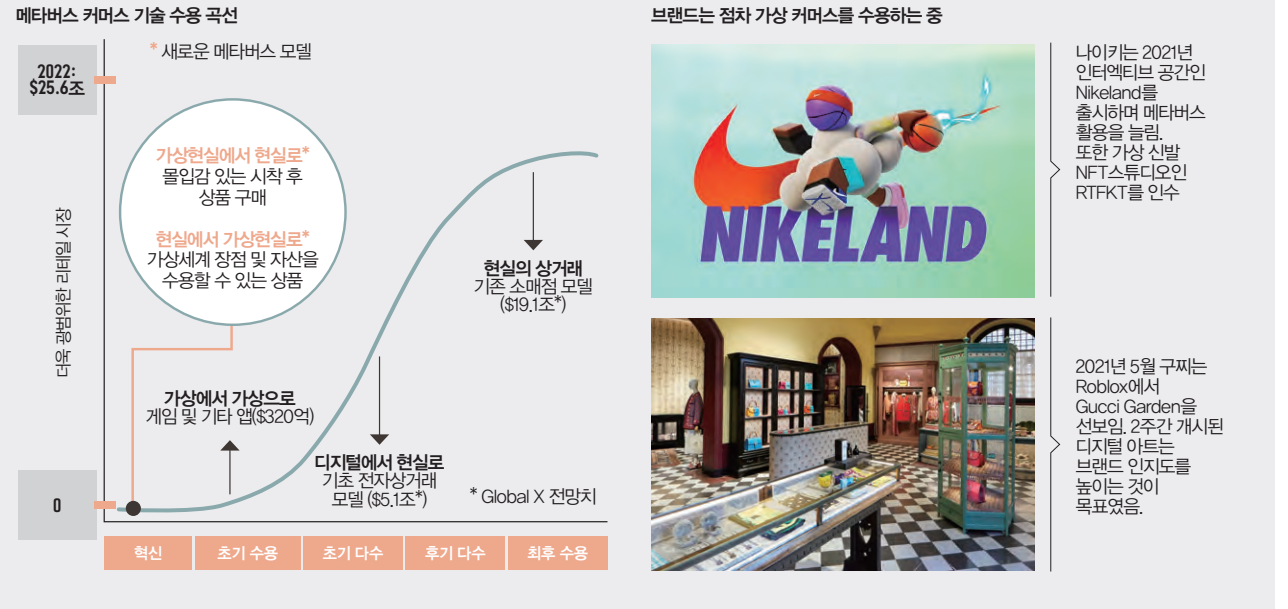 메타버스 커머스 기술 수용 곡선
2022:
$25.6조
* 새로운 메타버스 모델
가상현실에서 현실로*
몰입감 있는 시착 후
상품 구매
현실에서 가상현실로*
가상세계 장점 및 자산을
수용할 수 있는 상품
더욱 광범위한 리테일 시장
현실의 상거래
기존 소매점 모델
($19.1조*)
가상에서 가상으로
게임 및 기타 앱($320억)
디지털에서 현실로
기초 전자상거래
모델 ($5.1조*)
* Global X 전망치
0
혁신
초기 수용
초기 다수
후기 다수
최후 수용
브랜드는 점차 가상 커머스를 수용하는 중
NIKELAND
나이키는 2021년
인터엑티브 공간인
Nikeland를
출시하며 메타버스
활용을 늘림.
또한 가상 신발
NFT스튜디오인
RTFKT를 인수
2021년 5월 구찌는
Roblox에서
Gucci Garden을
선보임. 2주간 개시된
디지털 아트는
브랜드 인지도를
높이는 것이
목표였음.